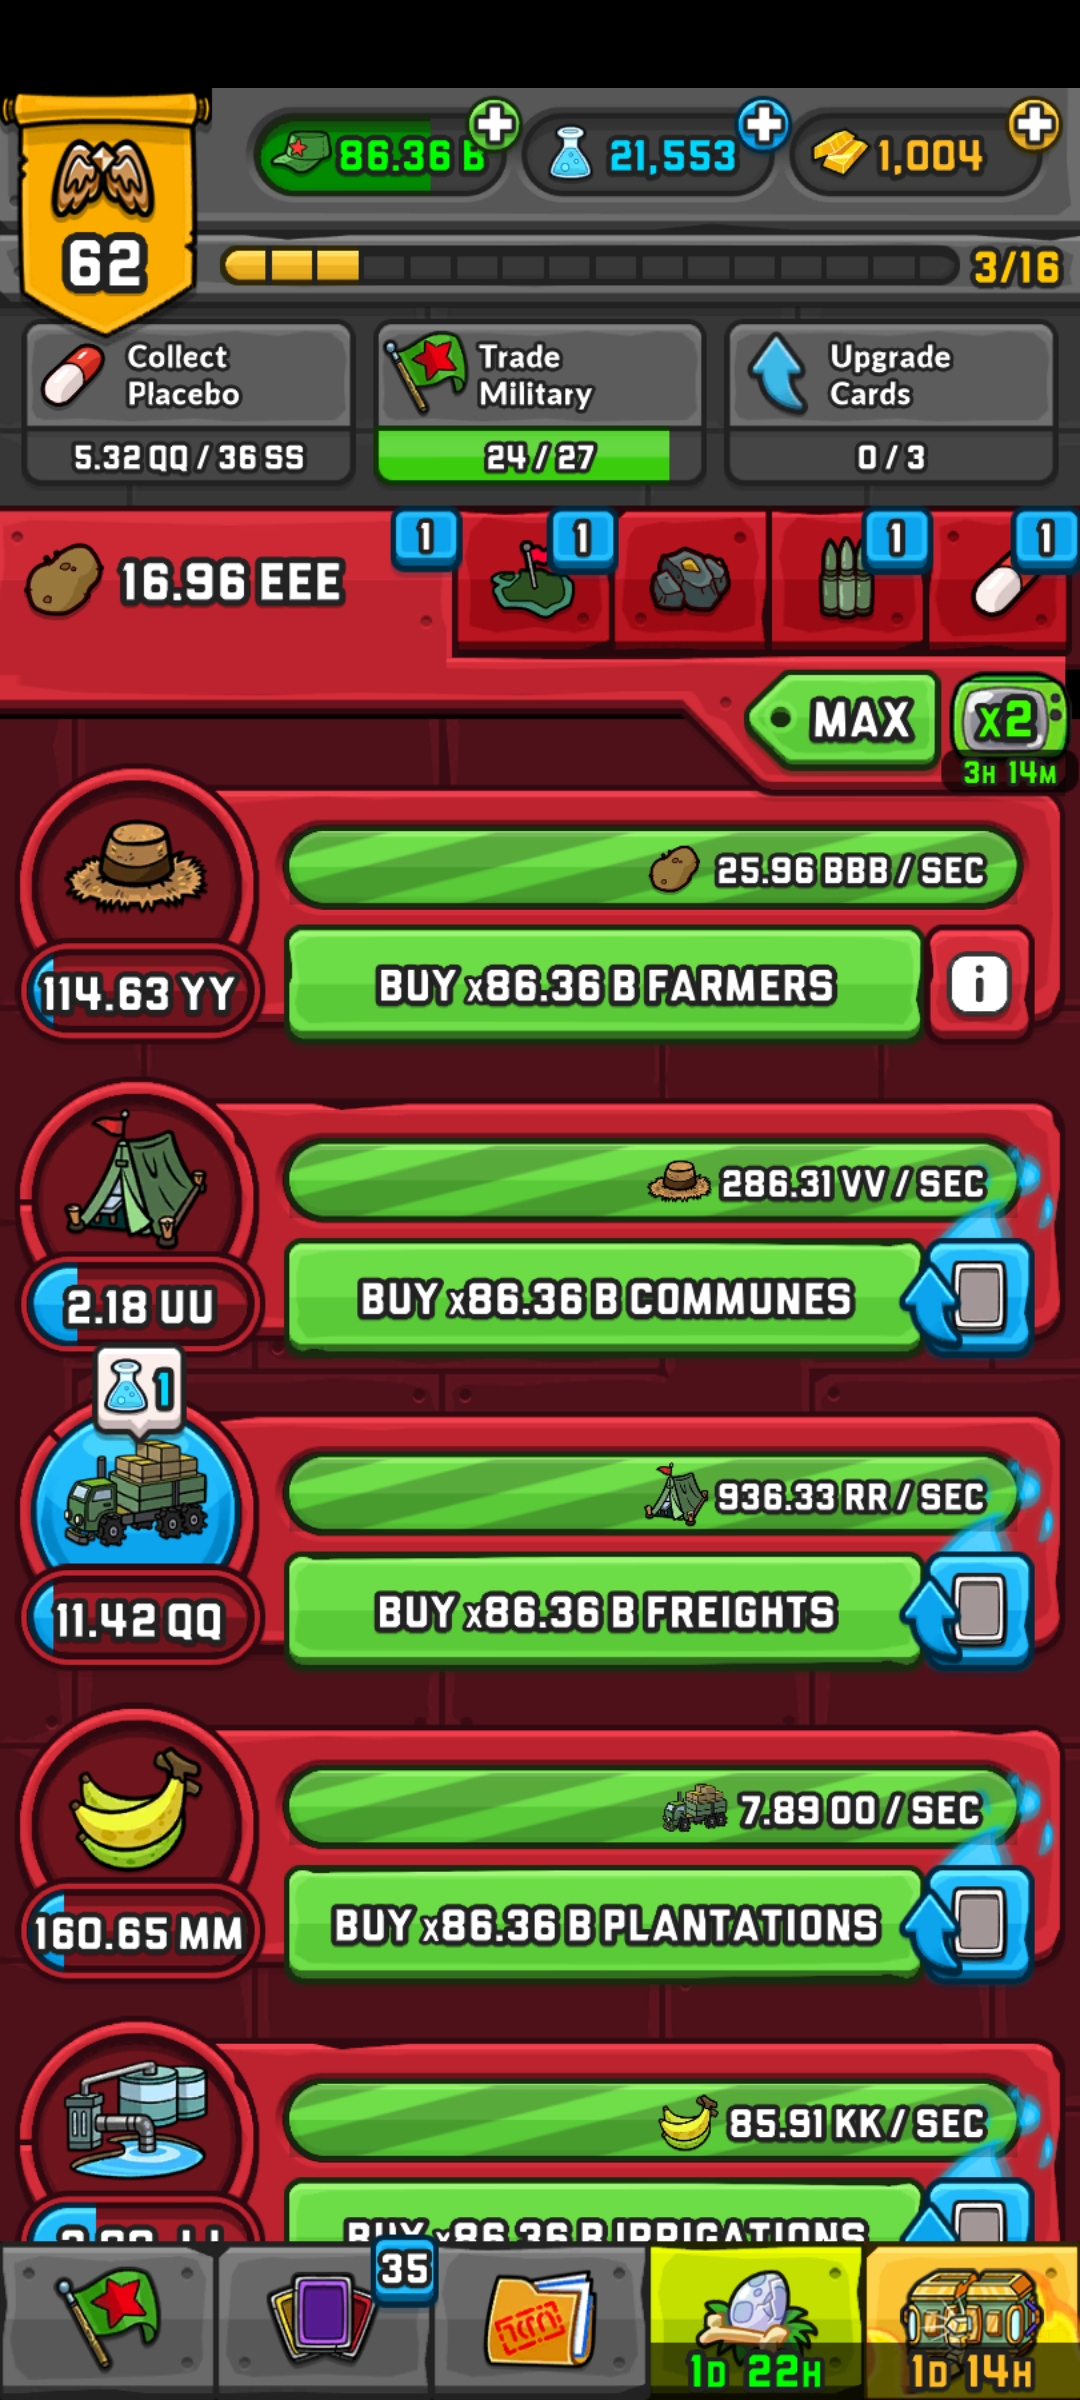 86.36 B
21,553
1,004
62
3/16
Collect
Placebo
5.32 QQ / 36 SS
Trade
Military
24 / 27
Upgrade
Cards
0 / 3
16.96 EEE
1
1
1
1
MAX
x2
3H 14M
25.96 BBB / SEC
114.63 YY
BUY x86.36 B FARMERS
i
286.31 VV / SEC
2.18 UU
BUY x86.36 B COMMUNES
1
936.33 RR / SEC
11.42 QQ
BUY x86.36 B FREIGHTS
7.89 OO / SEC
160.65 MM
BUY x86.36 B PLANTATIONS
85.91 KK / SEC
BUY x86.36 B IRRIGATIONS
35
1D 22H
1D 14H